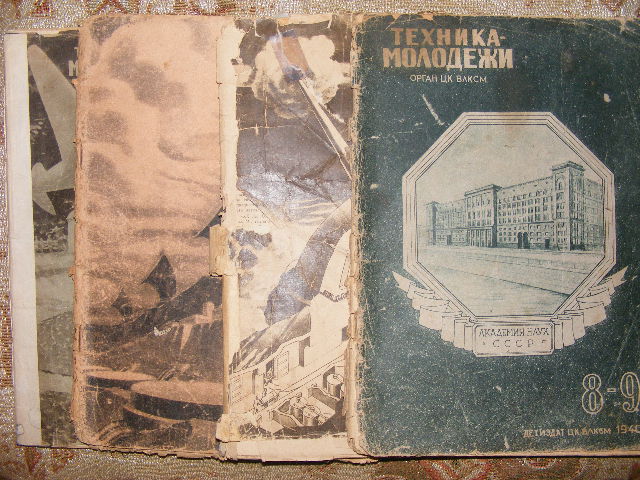 ТЕХНИКА-
МОЛОДЕЖИ
ОРГАН ЦК ВЛКСМ
АКАДЕМИЯ НАУК
СССР
8-9
ДЕТИЗДАТ ЦК ВЛКСМ